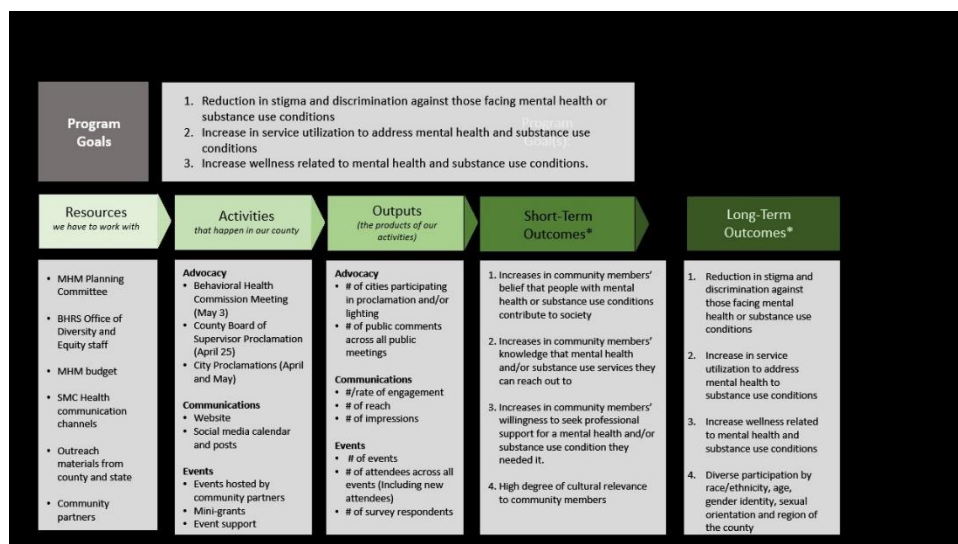 Program
Goals
1. Reduction in stigma and discrimination against those facing mental health or
substance use conditions
2. Increase in service utilization to address mental health and substance use
conditions
3. Increase wellness related to mental health and substance use conditions.
Program
Goal(s):
Resources
we have to work with
Activities
that happen in our county
Outputs
(the products of our
activities)
Short-Term
Outcomes*
Long-Term
Outcomes*
• MHM Planning
Committee
• BHRS Office of
Diversity and
Equity staff
• MHM budget
• SMC Health
communication
channels
• Outreach
materials from
county and state
• Community
partners
Advocacy
• Behavioral Health
Commission Meeting
(May 3)
• County Board of
Supervisor Proclamation
(April 25)
• City Proclamations (April
and May)
Communications
• Website
• Social media calendar
and posts
Events
• Events hosted by
community partners
• Mini-grants
• Event support
Advocacy
• # of cities participating
in proclamation and/or
lighting
• # of public comments
across all public
meetings
Communications
• #/rate of engagement
• # of reach
• # of impressions
Events
• # of events
• # of attendees across all
events (Including new
attendees)
• # of survey respondents
1. Increases in community members'
belief that people with mental
health or substance use conditions
contribute to society
2. Increases in community members'
knowledge that mental health
and/or substance use services they
can reach out to
3. Increases in community members'
willingness to seek professional
support for a mental health and/or
substance use condition they
needed it.
4. High degree of cultural relevance
to community members
1. Reduction in stigma and
discrimination against
those facing mental
health or substance use
conditions
2. Increase in service
utilization to address
mental health to
substance use conditions
3. Increase wellness related
to mental health and
substance use conditions
4. Diverse participation by
race/ethnicity, age,
gender identity, sexual
orientation and region of
the county